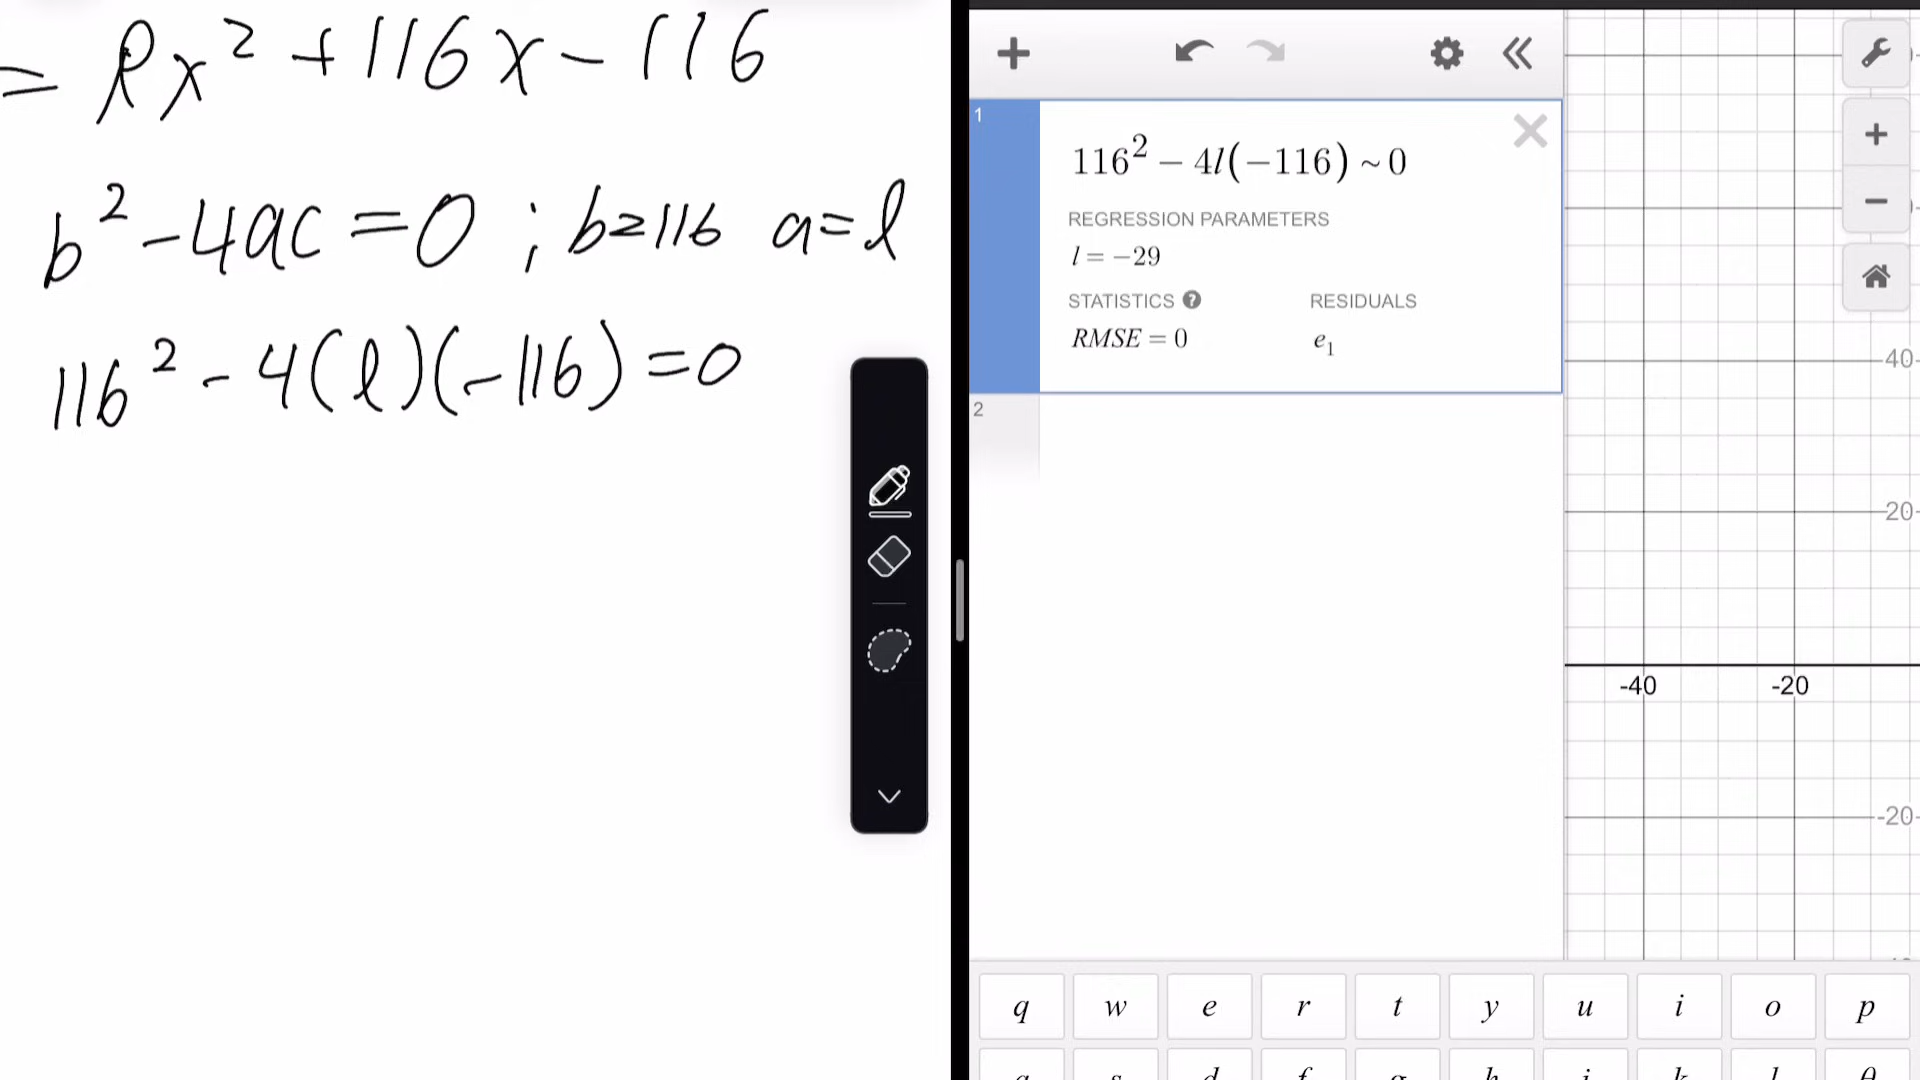 = lx² + 116x - 116
b² - 4ac = 0 ; b=116 a=l
116² - 4(l)(-116) = 0
1
116² − 4l(−116) ~ 0
REGRESSION PARAMETERS
l = −29
STATISTICS ?
RESIDUALS
RMSE = 0
e₁
2
40
20
-40
-20
-20
q w e r t y u i o p
a s d f g h j k l θ